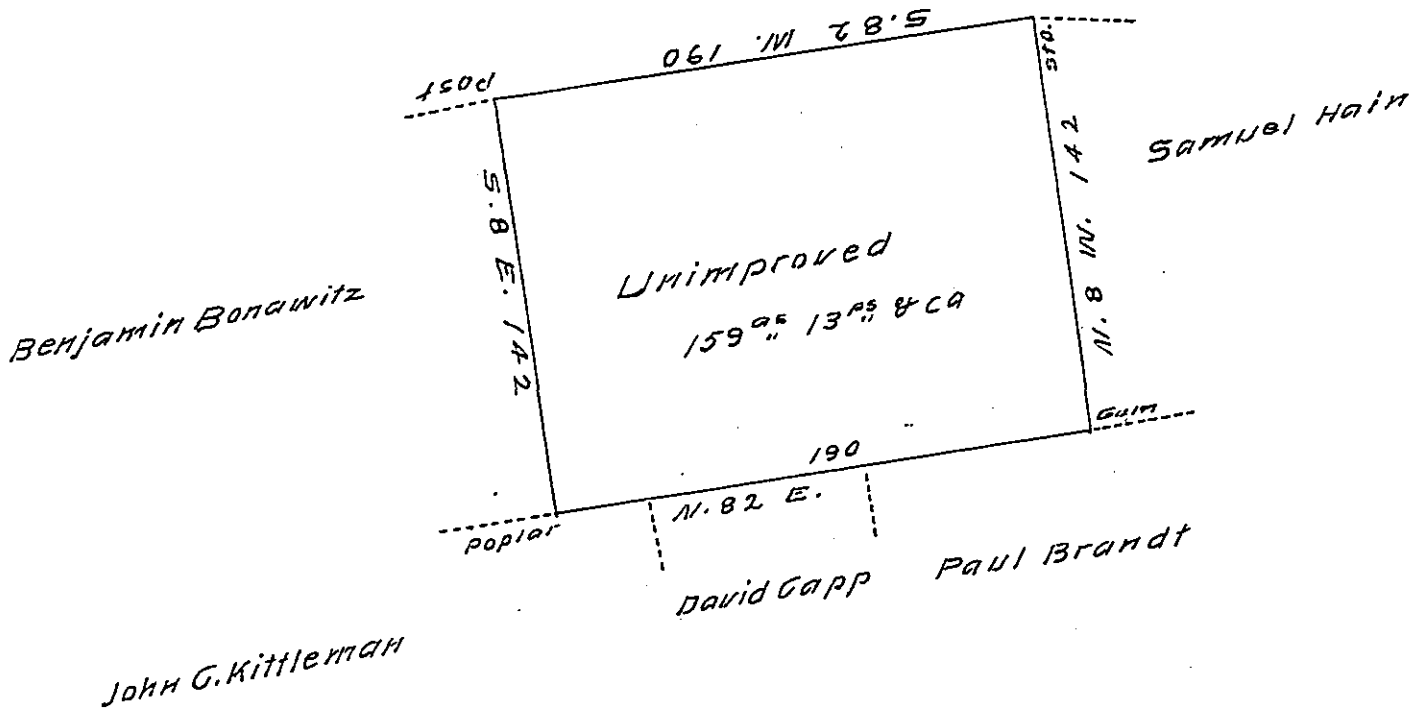 S. 82 W. 190
Post
Sto.
S. 8 E. 142
N. 8 W. 142
Samuel Hain
Unimproved
159 as 13 ps & ca
Benjamin Bonawitz
Gum
190
N. 82 E.
Poplar
David Gapp
Paul Brandt
John G. Kittleman